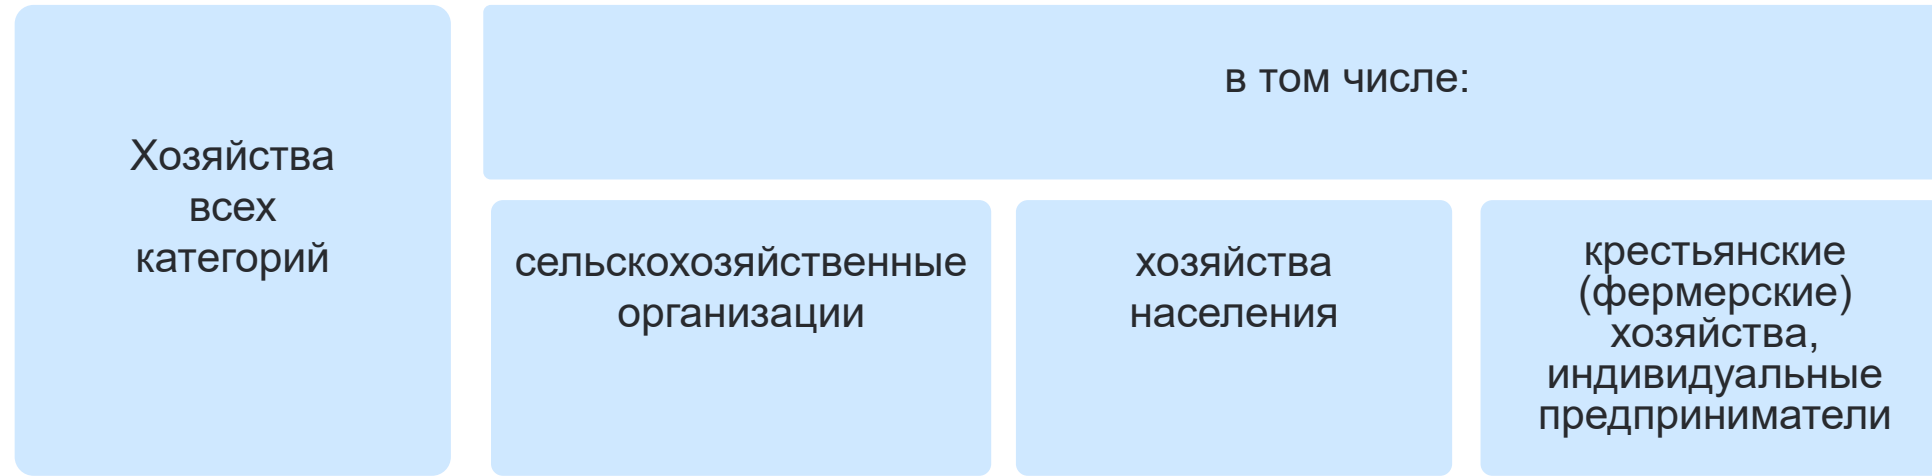 Хозяйства
всех
категорий
в том числе:
сельскохозяйственные
организации
хозяйства
населения
крестьянские
(фермерские)
хозяйства,
индивидуальные
предприниматели